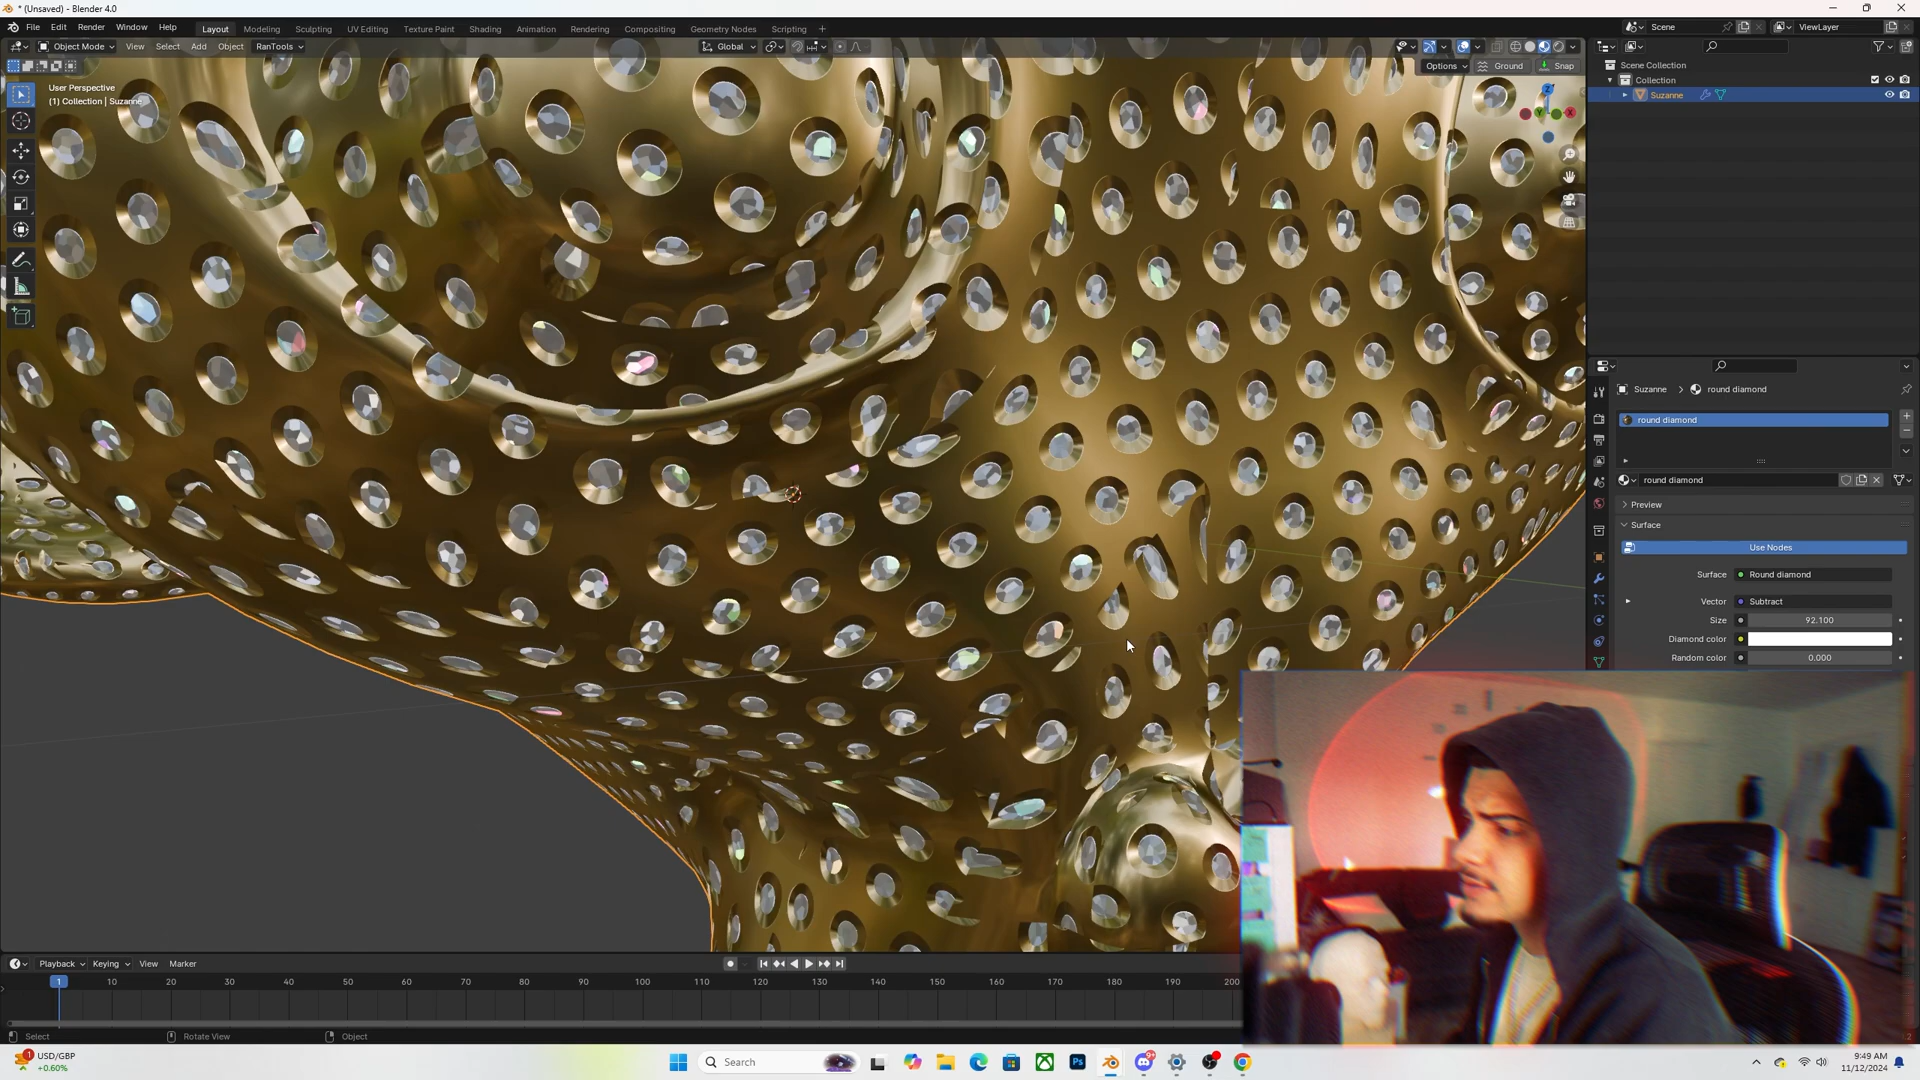 * (Unsaved) - Blender 4.0
File Edit Render Window Help
Layout Modeling Sculpting UV Editing Texture Paint Shading Animation Rendering Compositing Geometry Nodes Scripting +
Scene ViewLayer
Object Mode View Select Add Object RanTools Global
Options Ground Snap
User Perspective
(1) Collection | Suzanne
Z
Y
X
Scene Collection
Collection
Suzanne
Suzanne > round diamond
round diamond
round diamond
Preview
Surface
Use Nodes
Surface Round diamond
Vector Subtract
Size 92.100
Diamond color
Random color 0.000
Playback Keying View Marker
1 10 20 30 40 50 60 70 80 90 100 110 120 130 140 150 160 170 180 190 200
Select Rotate View Object
USD/GBP
+0.60%
1
Search
Ps
9+
9:49 AM
11/12/2024